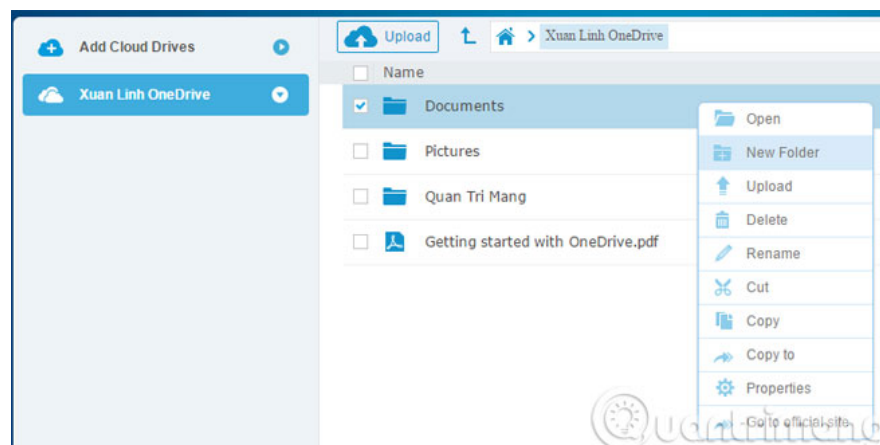 Add Cloud Drives
Xuan Linh OneDrive
Upload
Xuan Linh OneDrive
Name
Documents
Pictures
Quan Tri Mang
Getting started with OneDrive.pdf
Open
New Folder
Upload
Delete
Rename
Cut
Copy
Copy to
Properties
Go to official site
Quantrimang